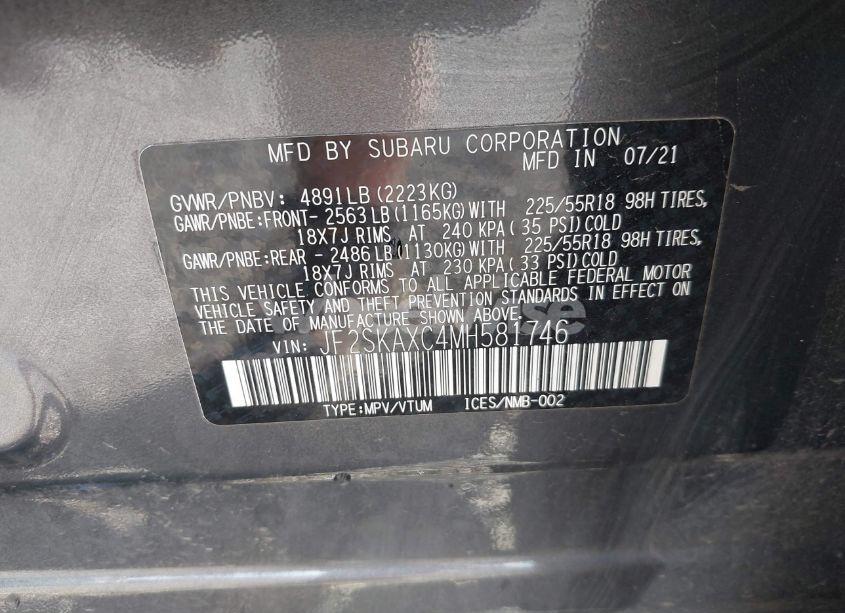 MFD BY SUBARU CORPORATION
MFD IN 07/21
GVWR/PNBV: 4891LB(2223KG)
GAWR/PNBE:FRONT- 2563LB(1165KG)WITH 225/55R18 98H TIRES,
18X7J RIMS, AT 240 KPA(35 PSI)COLD
GAWR/PNBE:REAR - 2486LB(1130KG)WITH 225/55R18 98H TIRES,
18X7J RIMS AT 230 KPA(33 PSI)COLD
THIS VEHICLE CONFORMS TO ALL APPLICABLE FEDERAL MOTOR
VEHICLE SAFETY AND THEFT PREVENTION STANDARDS IN EFFECT ON
THE DATE OF MANUFACTURE SHOWN ABOVE.
VIN: JF2SKAXC4MH581746
TYPE:MPV/VTUM ICES/NMB-002